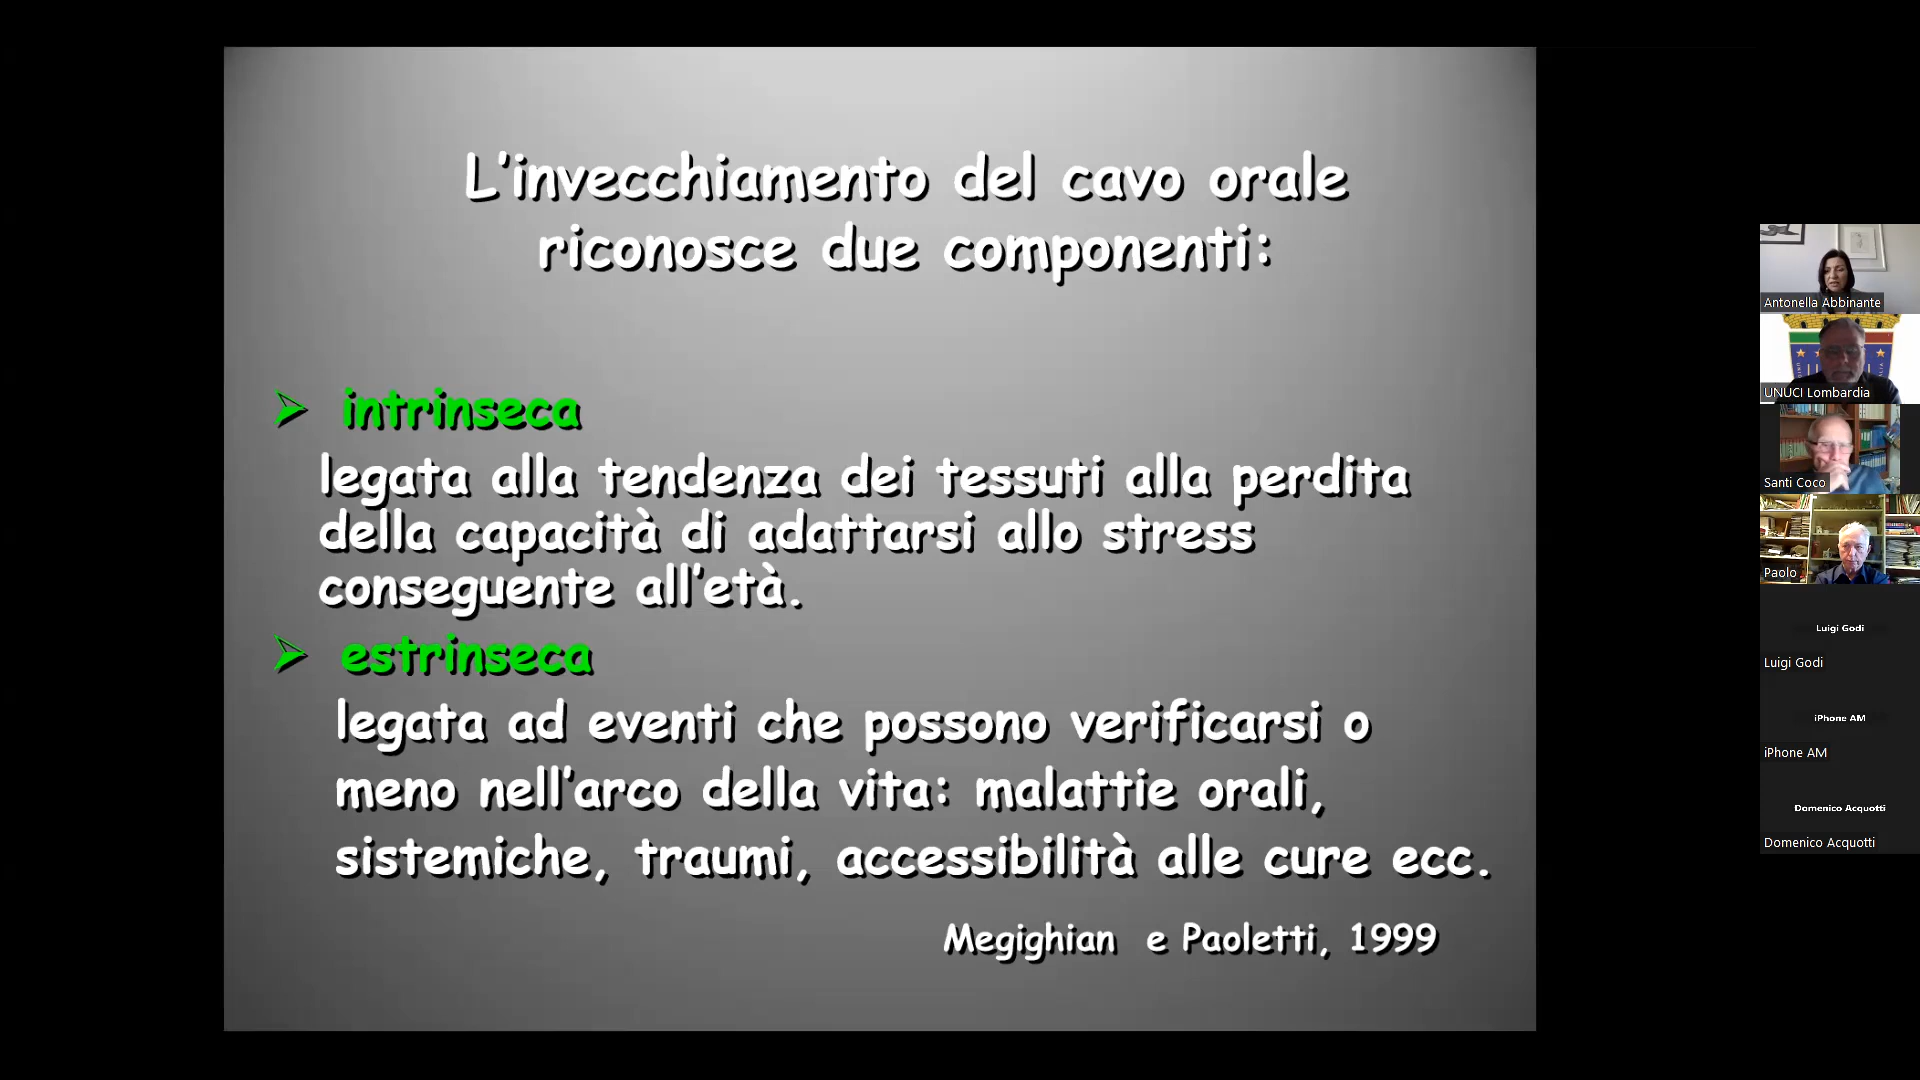 L'invecchiamento del cavo orale
riconosce due componenti:
➢ intrinseca
legata alla tendenza dei tessuti alla perdita
della capacità di adattarsi allo stress
conseguente all'età.
➢ estrinseca
legata ad eventi che possono verificarsi o
meno nell'arco della vita: malattie orali,
sistemiche, traumi, accessibilità alle cure ecc.
Megighian e Paoletti, 1999
Antonella Abbinante
UNUCI Lombardia
Santi Coco
Paolo
Luigi Godi
Luigi Godi
iPhone AM
iPhone AM
Domenico Acquotti
Domenico Acquotti